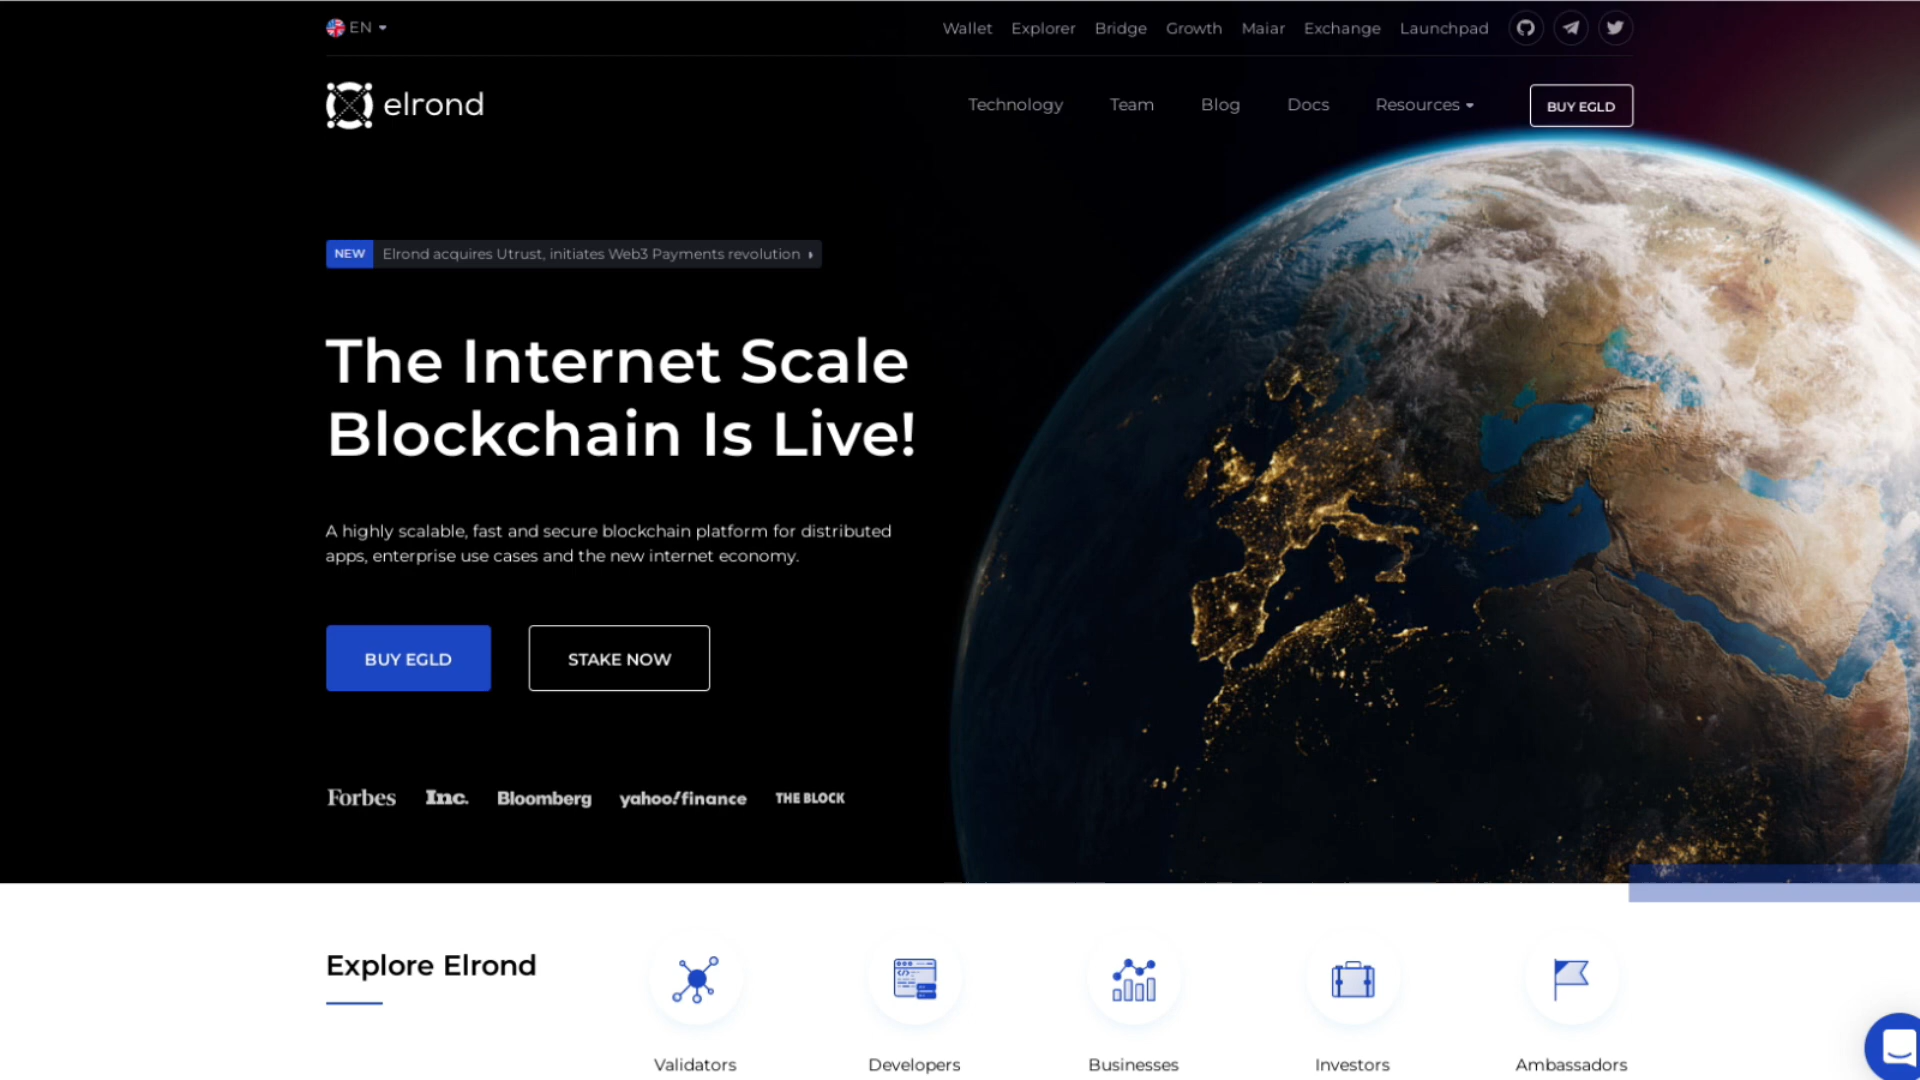 EN
Wallet Explorer Bridge Growth Maiar Exchange Launchpad
elrond
Technology Team Blog Docs Resources BUY EGLD
NEW Elrond acquires Utrust, initiates Web3 Payments revolution
The Internet Scale
Blockchain Is Live!
A highly scalable, fast and secure blockchain platform for distributed
apps, enterprise use cases and the new internet economy.
BUY EGLD STAKE NOW
Forbes Inc. Bloomberg yahoo!finance THE BLOCK
Explore Elrond
Validators Developers Businesses Investors Ambassadors